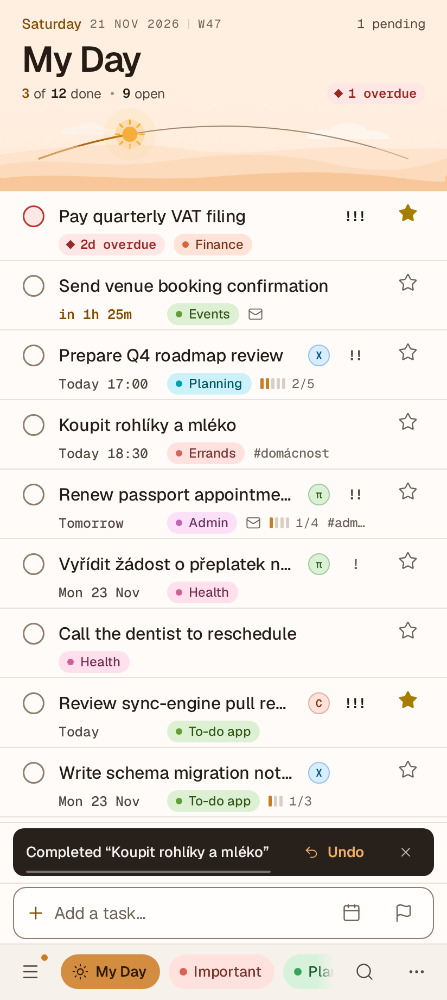 Saturday 21 NOV 2026 | W47 1 pending
My Day
3 of 12 done • 9 open ◆ 1 overdue
Pay quarterly VAT filing !!!
◆ 2d overdue Finance
Send venue booking confirmation
in 1h 25m Events
Prepare Q4 roadmap review X !!
Today 17:00 Planning 2/5
Koupit rohlíky a mléko
Today 18:30 Errands #domácnost
Renew passport appointme… π !!
Tomorrow Admin 1/4 #adm…
Vyřídit žádost o přeplatek n… π !
Mon 23 Nov Health
Call the dentist to reschedule
Health
Review sync-engine pull re… C !!!
Today To-do app
Write schema migration not… X
Mon 23 Nov To-do app 1/3
Completed “Koupit rohlíky a mléko” Undo ×
+ Add a task…
My Day Important